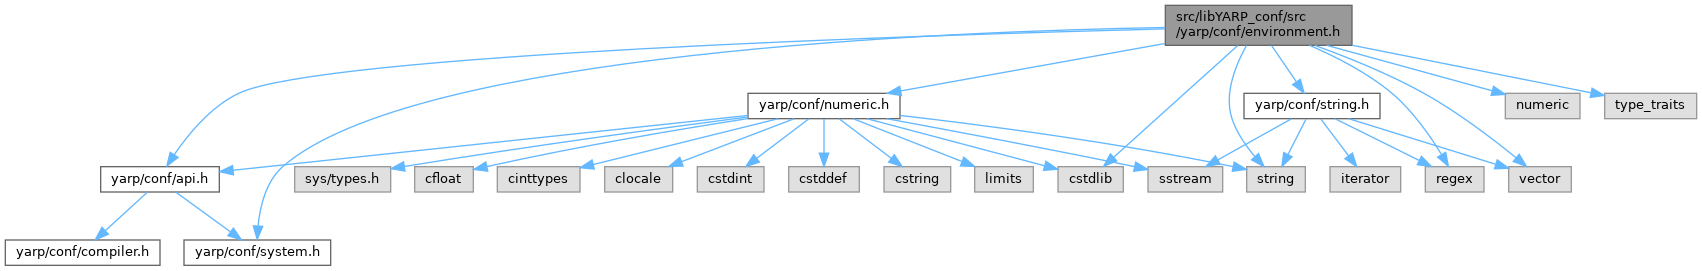 src/libYARP_conf/src
/yarp/conf/environment.h
yarp/conf/numeric.h
yarp/conf/string.h
numeric
type_traits
yarp/conf/api.h
sys/types.h
cfloat
cinttypes
clocale
cstdint
cstddef
cstring
limits
cstdlib
sstream
string
iterator
regex
vector
yarp/conf/compiler.h
yarp/conf/system.h